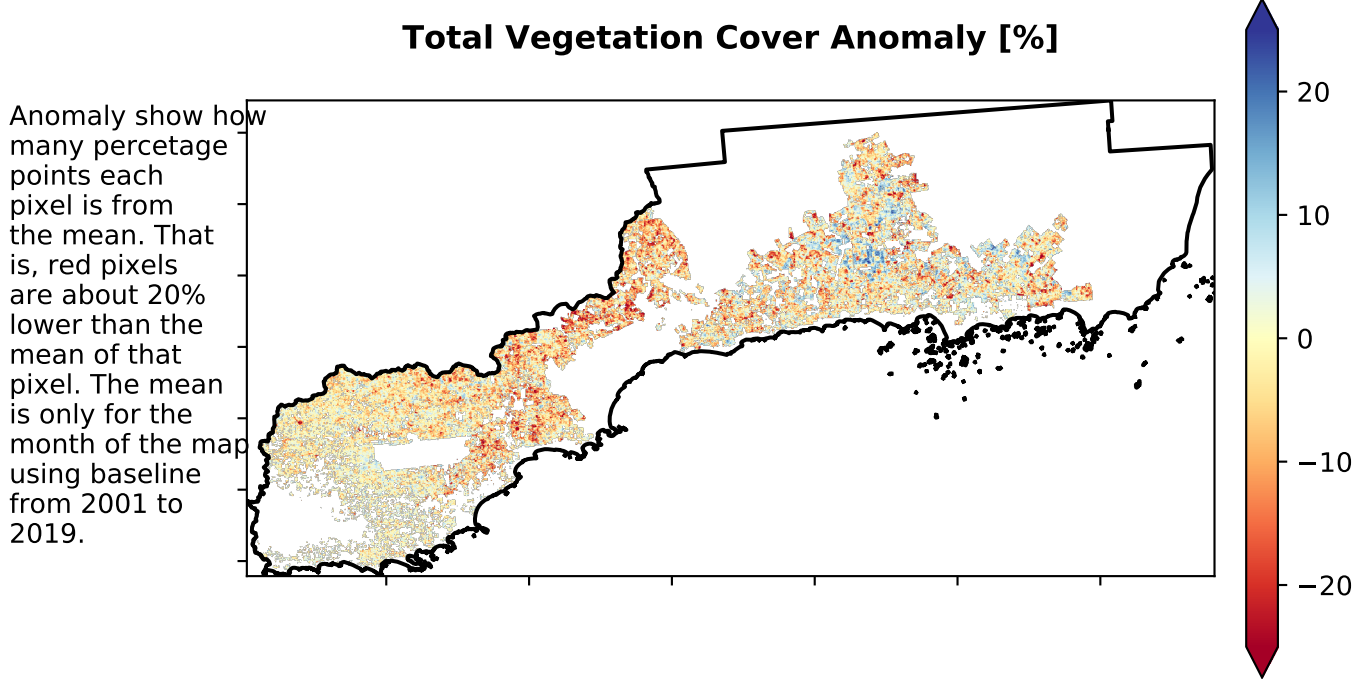 Total Vegetation Cover Anomaly [%]
Anomaly show how
many percetage
points each
pixel is from
the mean. That
is, red pixels
are about 20%
lower than the
mean of that
pixel. The mean
is only for the
month of the map
using baseline
from 2001 to
2019.
20
10
0
−10
−20